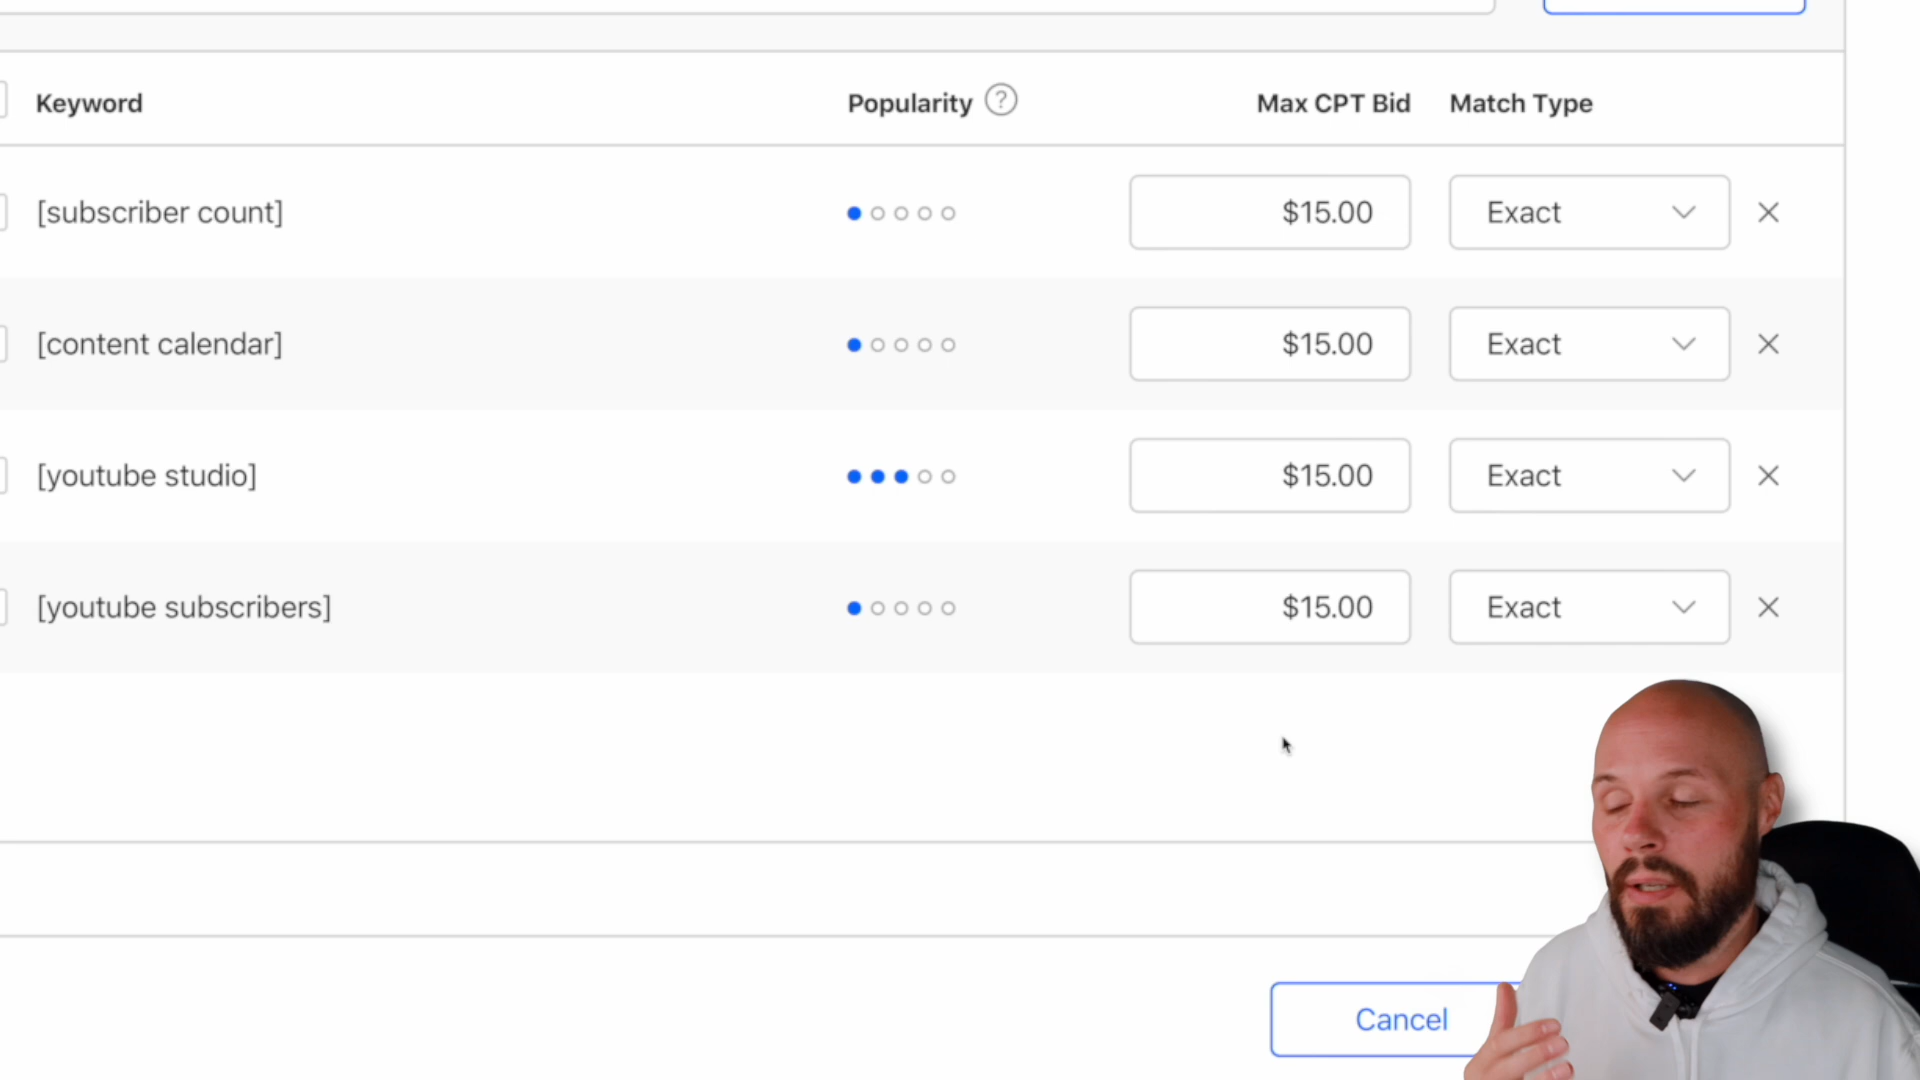 Keyword Popularity ? Max CPT Bid Match Type
[subscriber count] $15.00 Exact
[content calendar] $15.00 Exact
[youtube studio] $15.00 Exact
[youtube subscribers] $15.00 Exact
Cancel